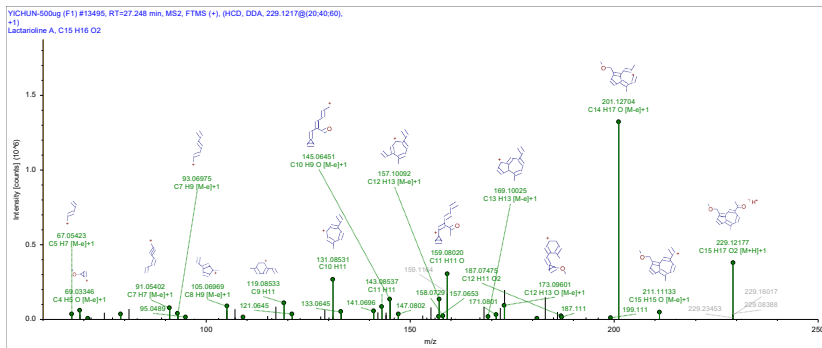 YICHUN-500ug (F1) #13495, RT=27.248 min, MS2, FTMS (+), (HCD, DDA, 229.1217@(20;40;60),
+1)
Lactarioline A, C15 H16 O2
Intensity [counts] (10^6)
1.5
1.0
0.5
0.0
201.12704
C14 H17 O [M-e]+1
145.06451
C10 H9 O [M-e]+1
157.10092
C12 H13 [M-e]+1
93.06975
C7 H9 [M-e]+1
169.10025
C13 H13 [M-e]+1
67.05423
C5 H7 [M-e]+1
131.08531
C10 H11
159.08020
C11 H11 O
159.1164
229.12177
C15 H17 O2 [M+H]+1
69.03346
C4 H5 O [M-e]+1
91.05402
C7 H7 [M-e]+1
95.0489
105.06969
C8 H9 [M-e]+1
119.08533
C9 H11
121.0645
133.0645
143.08537
C11 H11
141.0696
147.0802
158.0729
157.0653
187.07475
C12 H11 O2
171.0801
173.09601
C12 H13 O [M-e]+1
187.111
199.111
211.11133
C15 H15 O [M-e]+1
229.16017
229.08388
229.23453
100
150
200
250
m/z